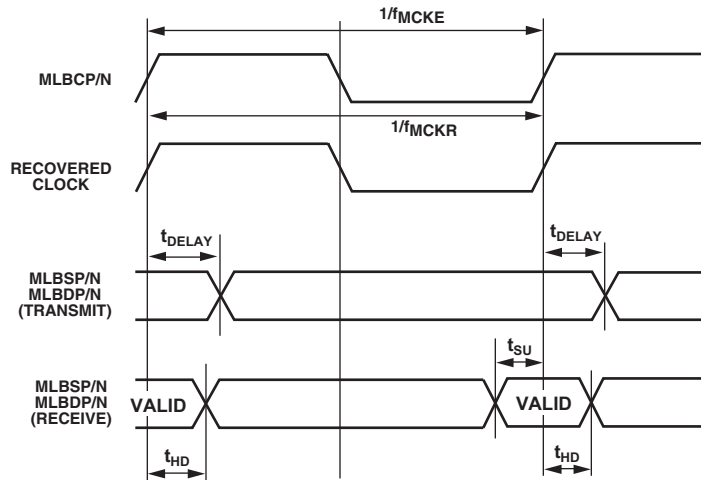 1/fMCKE
MLBCP/N
1/fMCKR
RECOVERED
CLOCK
tDELAY
tDELAY
MLBSP/N
MLBDP/N
(TRANSMIT)
tSU
MLBSP/N
MLBDP/N
(RECEIVE)
VALID
VALID
tHD
tHD